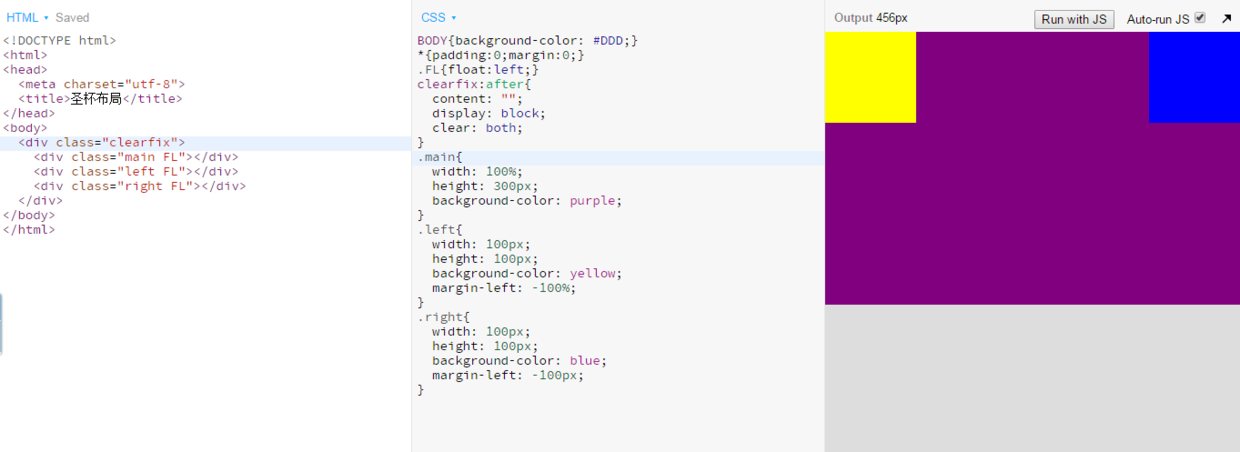 HTML Saved
<!DOCTYPE html>
<html>
<head>
  <meta charset="utf-8">
  <title>圣杯布局</title>
</head>
<body>
  <div class="clearfix">
    <div class="main FL"></div>
    <div class="left FL"></div>
    <div class="right FL"></div>
  </div>
</body>
</html>
CSS
BODY{background-color: #DDD;}
*{padding:0;margin:0;}
.FL{float:left;}
clearfix:after{
  content: "";
  display: block;
  clear: both;
}
.main{
  width: 100%;
  height: 300px;
  background-color: purple;
}
.left{
  width: 100px;
  height: 100px;
  background-color: yellow;
  margin-left: -100%;
}
.right{
  width: 100px;
  height: 100px;
  background-color: blue;
  margin-left: -100px;
}
Output 456px Run with JS Auto-run JS